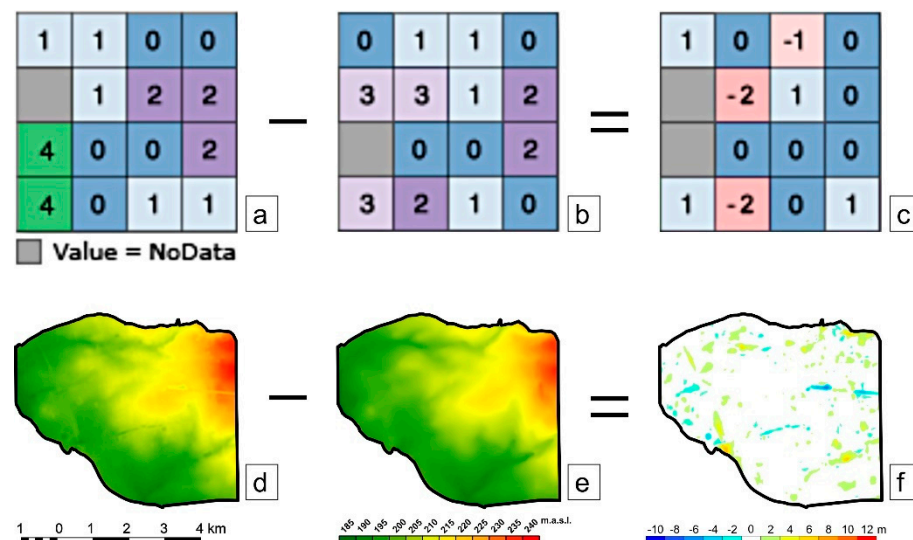 1 1 0 0 0 1 1 0 1 0 -1 0
1 2 2 − 3 3 1 2 = -2 1 0
4 0 0 2 0 0 2 0 0 0
4 0 1 1 a 3 2 1 0 b 1 -2 0 1 c
Value = NoData
− =
d e f
1 0 1 2 3 4 km
185 190 195 200 205 210 215 220 225 230 235 240 m.a.s.l.
-10 -8 -6 -4 -2 0 2 4 6 8 10 12 m